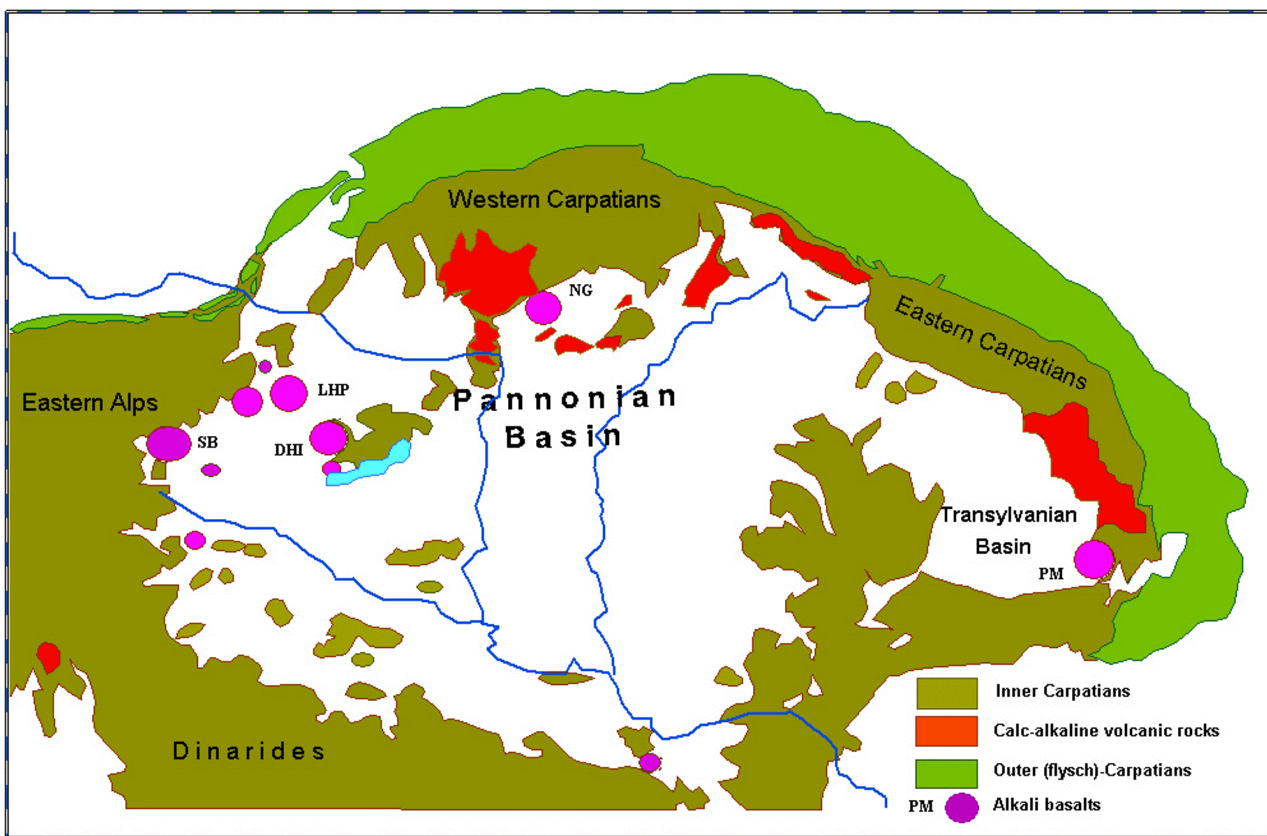 Western Carpatians
NG
Eastern Carpatians
Eastern Alps
LHP
Pannonian
Basin
SB
DHI
Transylvanian
Basin
PM
Dinarides
Inner Carpatians
Calc-alkaline volcanic rocks
Outer (flysch)-Carpatians
PM
Alkali basalts